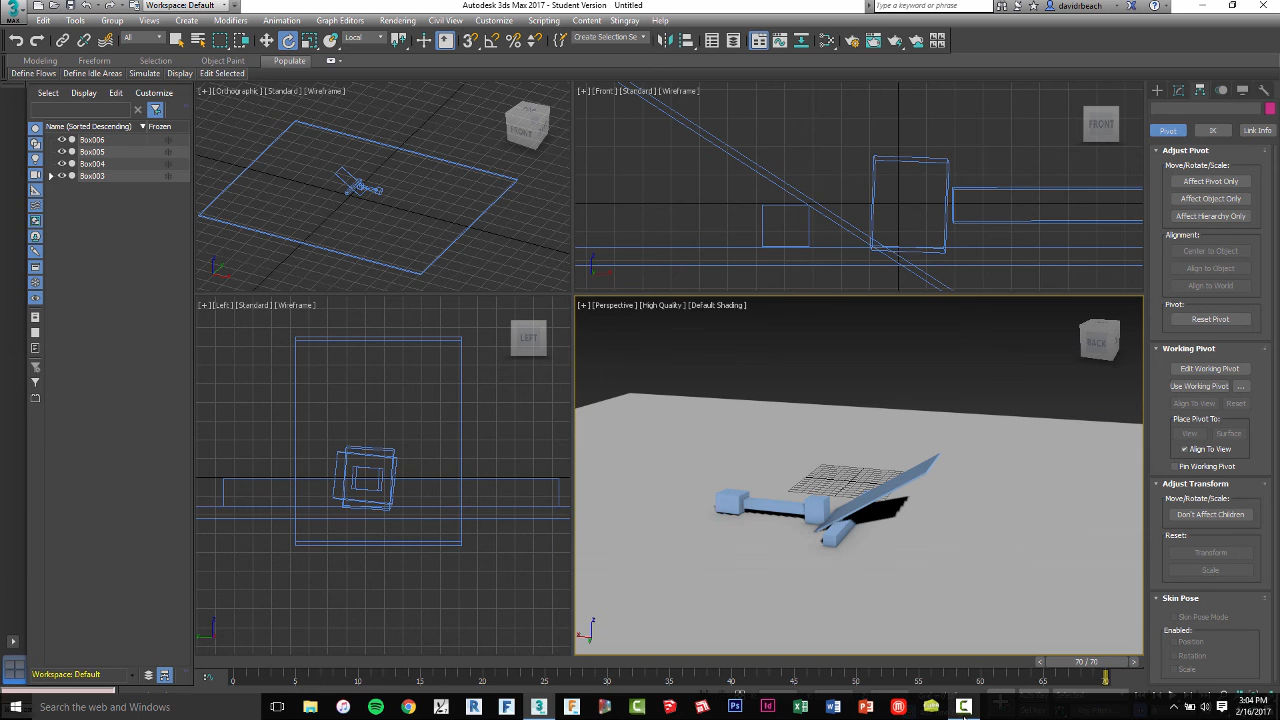 Autodesk 3ds Max 2017 - Student Version Untitled
Workspace: Default
Type a keyword or phrase
davidbeach
3
MAX
Edit Tools Group Views Create Modifiers Animation Graph Editors Rendering Civil View Customize Scripting Content Stingray Help
All
Local
Create Selection Se
Modeling Freeform Selection Object Paint Populate
Define Flows Define Idle Areas Simulate Display Edit Selected
Select Display Edit Customize
Name (Sorted Descending) Frozen
Box006
Box005
Box004
Box003
[+] [Orthographic] [Standard] [Wireframe]
FRONT
[+] [Front] [Standard] [Wireframe]
FRONT
[+] [Left] [Standard] [Wireframe]
LEFT
[+] [Perspective] [High Quality] [Default Shading]
BACK
Pivot IK Link Info
Adjust Pivot
Move/Rotate/Scale:
Affect Pivot Only
Affect Object Only
Affect Hierarchy Only
Alignment:
Center to Object
Align to Object
Align to World
Pivot:
Reset Pivot
Working Pivot
Edit Working Pivot
Use Working Pivot ...
Align To View Reset
Place Pivot To:
View Surface
Align To View
Pin Working Pivot
Adjust Transform
Move/Rotate/Scale:
Don't Affect Children
Reset:
Transform
Scale
Skin Pose
Skin Pose Mode
Enabled:
Position
Rotation
Scale
Workspace: Default
70 / 70
0 5 10 15 20 25 30 35 40 45 50 55 60 65 70
Search the web and Windows
3:04 PM
2/16/2017